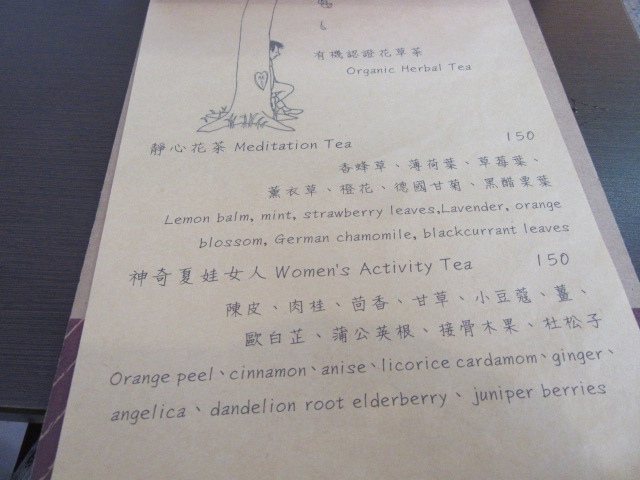 有機認證花草茶
Organic Herbal Tea
靜心花茶 Meditation Tea 150
香蜂草、薄荷葉、草莓葉、
薰衣草、橙花、德國甘菊、黑醋栗葉
Lemon balm, mint, strawberry leaves,Lavender, orange
blossom, German chamomile, blackcurrant leaves
神奇夏娃女人 Women's Activity Tea 150
陳皮、肉桂、茴香、甘草、小豆蔻、薑、
歐白芷、蒲公英根、接骨木果、杜松子
Orange peel、cinnamon、anise、licorice cardamom、ginger、
angelica、dandelion root elderberry、juniper berries